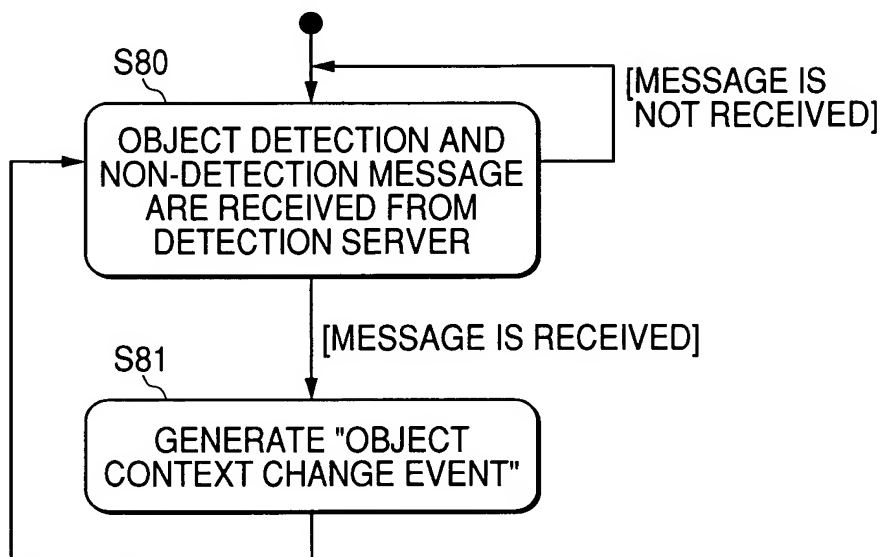 S80
[MESSAGE IS
NOT RECEIVED]
OBJECT DETECTION AND
NON-DETECTION MESSAGE
ARE RECEIVED FROM
DETECTION SERVER
[MESSAGE IS RECEIVED]
S81
GENERATE "OBJECT
CONTEXT CHANGE EVENT"